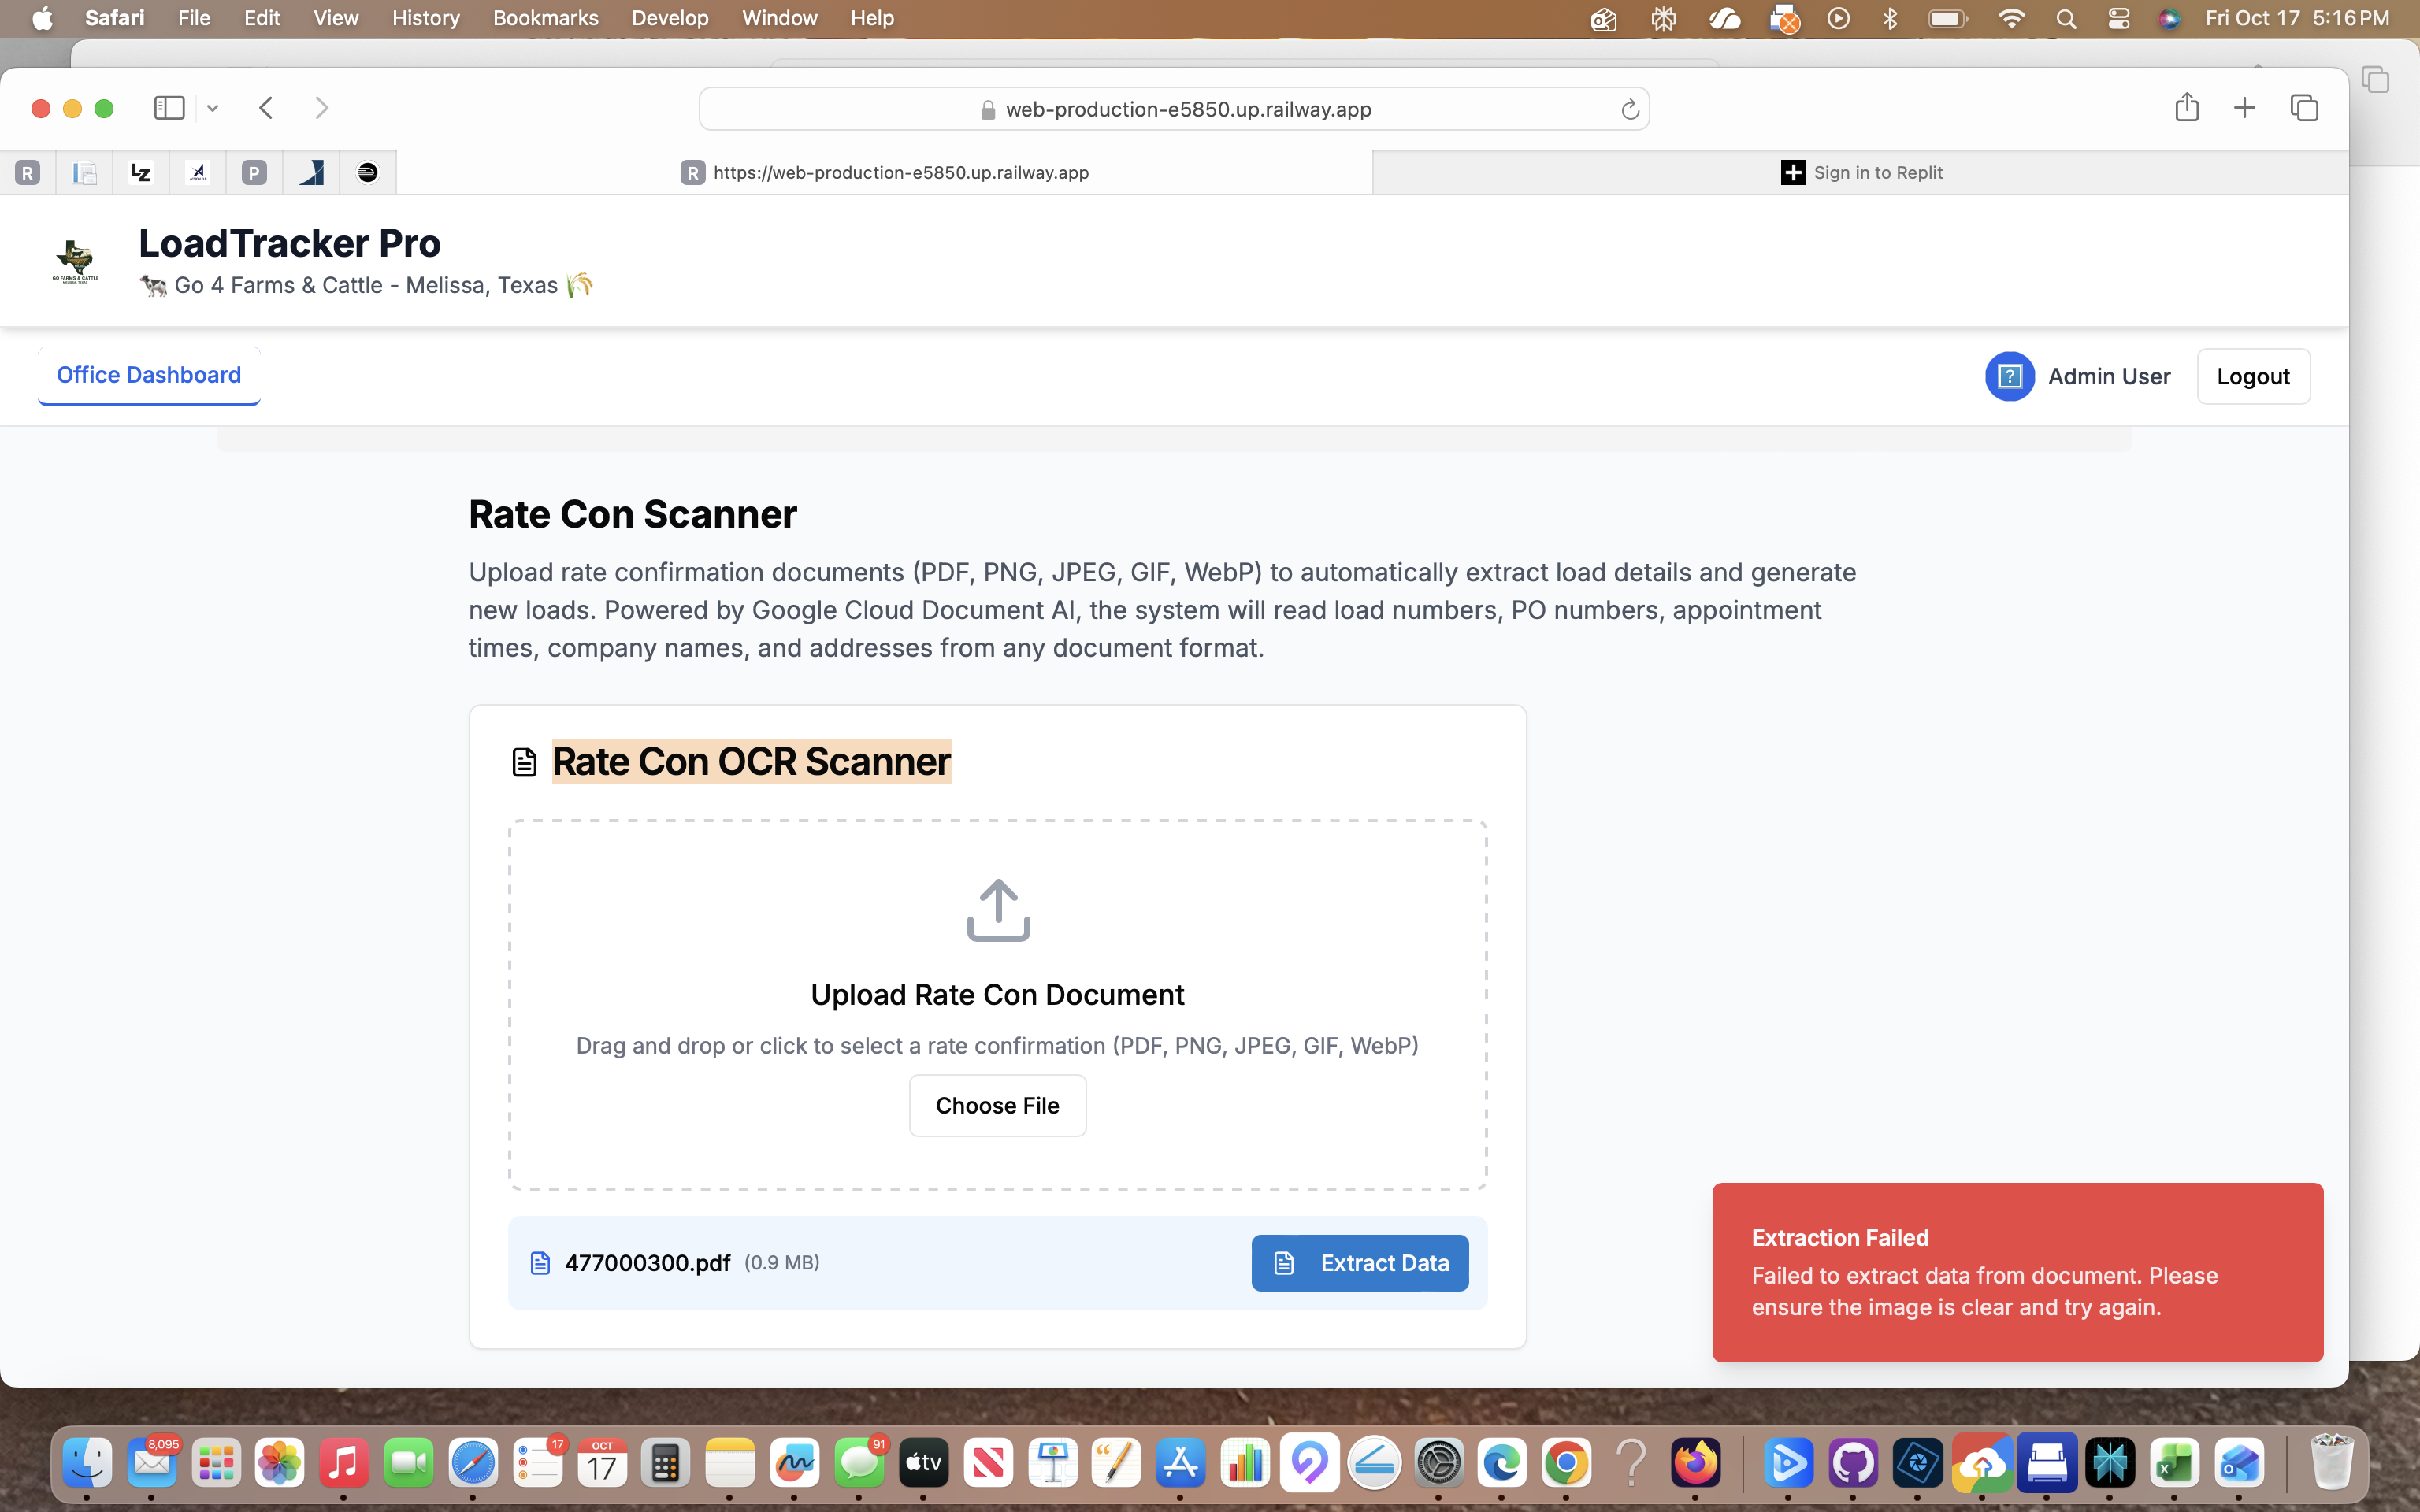 Safari File Edit View History Bookmarks Develop Window Help Fri Oct 17 5:16 PM
web-production-e5850.up.railway.app
R LZ P R https://web-production-e5850.up.railway.app Sign in to Replit
LoadTracker Pro
Go 4 Farms & Cattle - Melissa, Texas
Office Dashboard Admin User Logout
Rate Con Scanner
Upload rate confirmation documents (PDF, PNG, JPEG, GIF, WebP) to automatically extract load details and generate
new loads. Powered by Google Cloud Document AI, the system will read load numbers, PO numbers, appointment
times, company names, and addresses from any document format.
Rate Con OCR Scanner
Upload Rate Con Document
Drag and drop or click to select a rate confirmation (PDF, PNG, JPEG, GIF, WebP)
Choose File
477000300.pdf (0.9 MB) Extract Data
Extraction Failed
Failed to extract data from document. Please
ensure the image is clear and try again.
8,095 17 OCT 17 91 tv